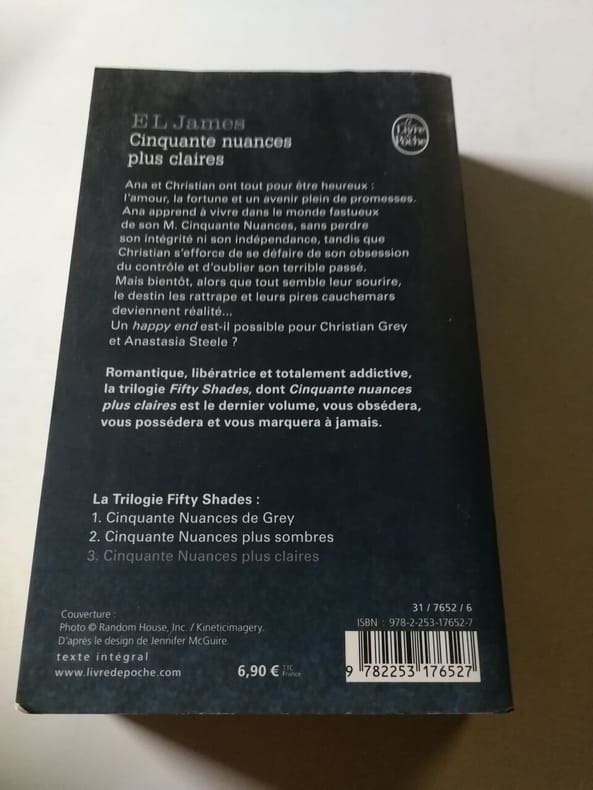 E L James
Le
Livre
de
Poche
Cinquante nuances
plus claires
Ana et Christian ont tout pour être heureux :
l'amour, la fortune et un avenir plein de promesses.
Ana apprend à vivre dans le monde fastueux
de son M. Cinquante Nuances, sans perdre
son intégrité ni son indépendance, tandis que
Christian s'efforce de se défaire de son obsession
du contrôle et d'oublier son terrible passé.
Mais bientôt, alors que tout semble leur sourire,
le destin les rattrape et leurs pires cauchemars
deviennent réalité...
Un happy end est-il possible pour Christian Grey
et Anastasia Steele ?
Romantique, libératrice et totalement addictive,
la trilogie Fifty Shades, dont Cinquante nuances
plus claires est le dernier volume, vous obsédera,
vous possédera et vous marquera à jamais.
La Trilogie Fifty Shades :
1. Cinquante Nuances de Grey
2. Cinquante Nuances plus sombres
3. Cinquante Nuances plus claires
Couverture :
Photo © Random House, Inc. / Kineticimagery.
D'après le design de Jennifer McGuire.
texte intégral
www.livredepoche.com
6,90 € TTC
France
31 / 7652 / 6
ISBN : 978-2-253-17652-7
9 782253 176527